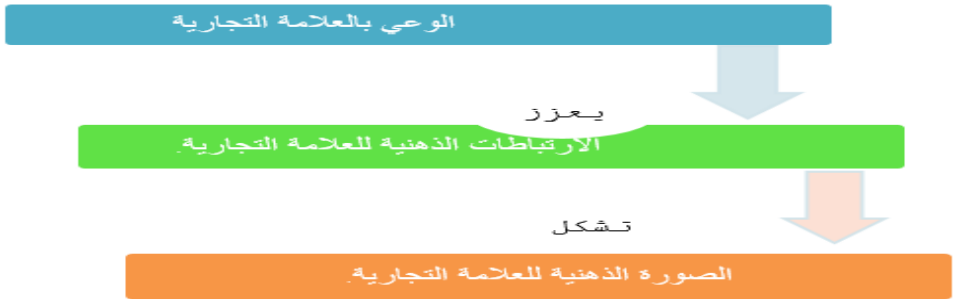 الوعي بالعلامة التجارية
يعزز
الارتباطات الذهنية للعلامة التجارية.
تشكل
الصورة الذهنية للعلامة التجارية.